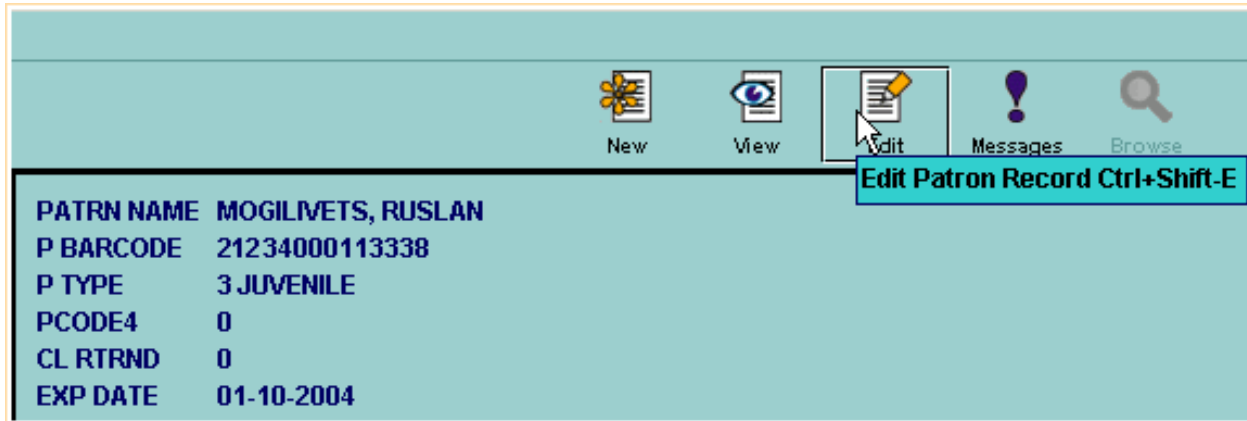 New View Edit Messages Browse
Edit Patron Record Ctrl+Shift-E
PATRN NAME MOGILIVETS, RUSLAN
P BARCODE 21234000113338
P TYPE 3 JUVENILE
PCODE4 0
CL RTRND 0
EXP DATE 01-10-2004